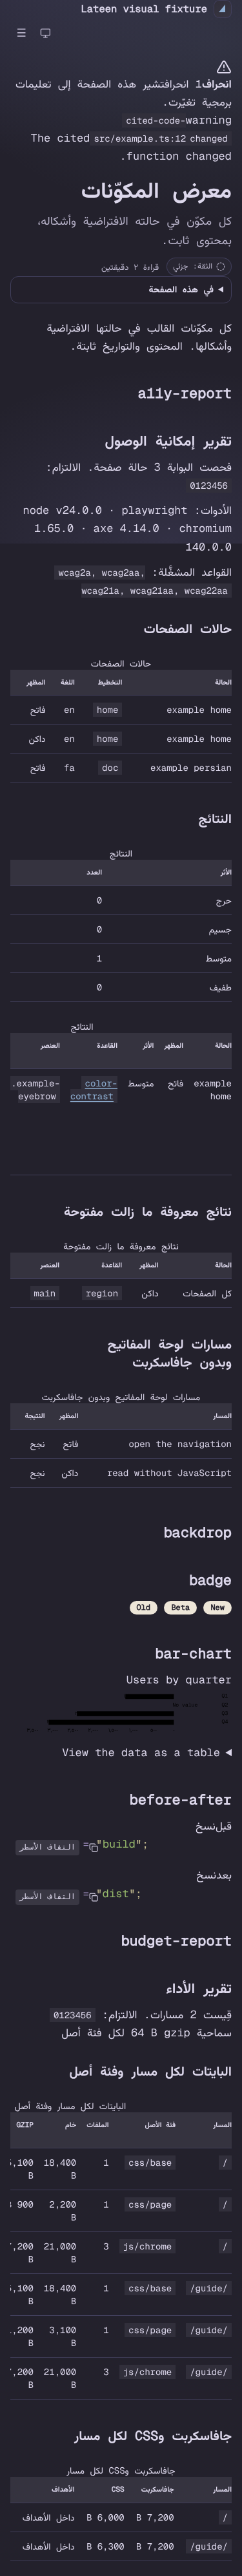 Lateen visual fixture
انحراف1 انحرافتشير هذه الصفحة إلى تعليمات
برمجية تغيّرت.
cited-code-warning
The cited src/example.ts:12 changed
function changed.
معرض المكوّنات
كل مكوّن في حالته الافتراضية وأشكاله،
بمحتوى ثابت.
الثقة: جزئي
قراءة ٢ دقيقتين
في هذه الصفحة
كل مكوّنات القالب في حالتها الافتراضية
وأشكالها. المحتوى والتواريخ ثابتة.
a11y-report
تقرير إمكانية الوصول
فحصت البوابة 3 حالة صفحة. الالتزام:
0123456
الأدوات: node v24.0.0 · playwright
1.65.0 · axe 4.14.0 · chromium
140.0.0
القواعد المشغَّلة: wcag2a, wcag2aa,
wcag21a, wcag21aa, wcag22aa
حالات الصفحات
حالات الصفحات
الحالة التخطيط اللغة المظهر
example home home en فاتح
example home home en داكن
example persian doc fa فاتح
النتائج
النتائج
الأثر العدد
حرج 0
جسيم 0
متوسط 1
طفيف 0
النتائج
الحالة المظهر الأثر القاعدة العنصر
example home فاتح متوسط color-contrast .example-eyebrow
نتائج معروفة ما زالت مفتوحة
نتائج معروفة ما زالت مفتوحة
الحالة المظهر القاعدة العنصر
كل الصفحات داكن region main
مسارات لوحة المفاتيح
وبدون جافاسكربت
مسارات لوحة المفاتيح وبدون جافاسكربت
المسار المظهر النتيجة
open the navigation فاتح نجح
read without JavaScript داكن نجح
backdrop
badge
New Beta Old
bar-chart
Users by quarter
View the data as a table
before-after
قبلنسخ
التفاف الأسطر
= "build";
بعدنسخ
التفاف الأسطر
= "dist";
budget-report
تقرير الأداء
قِيست 2 مسارات. الالتزام: 0123456
سماحية 64 B gzip لكل فئة أصل
البايتات لكل مسار وفئة أصل
البايتات لكل مسار وفئة أصل
المسار فئة الأصل الملفات خام GZIP
/ css/base 1 18,400 B 5,100 B
/ css/page 1 2,200 B 900 B
/ js/chrome 3 21,000 B 7,200 B
/guide/ css/base 1 18,400 B 5,100 B
/guide/ css/page 1 3,100 B 1,200 B
/guide/ js/chrome 3 21,000 B 7,200 B
جافاسكربت وCSS لكل مسار
جافاسكربت وCSS لكل مسار
المسار جافاسكربت CSS الأهداف
/ 7,200 B 6,000 B داخل الأهداف
/guide/ 7,200 B 6,300 B داخل الأهداف